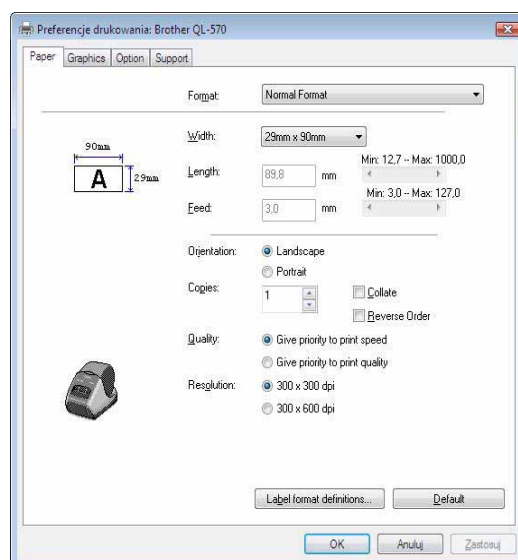 Preferencje drukowania: Brother QL-570
Paper Graphics Option Support
Format: Normal Format
Width: 29mm x 90mm
90mm
A 29mm
Min: 12,7 -- Max: 1000,0
Length: 89,8 mm
Min: 3,0 -- Max: 127,0
Feed: 3,0 mm
Orientation: Landscape
Portrait
Copies: 1 Collate
Reverse Order
Quality: Give priority to print speed
Give priority to print quality
Resolution: 300 x 300 dpi
300 x 600 dpi
Label format definitions... Default
OK Anuluj Zastosuj